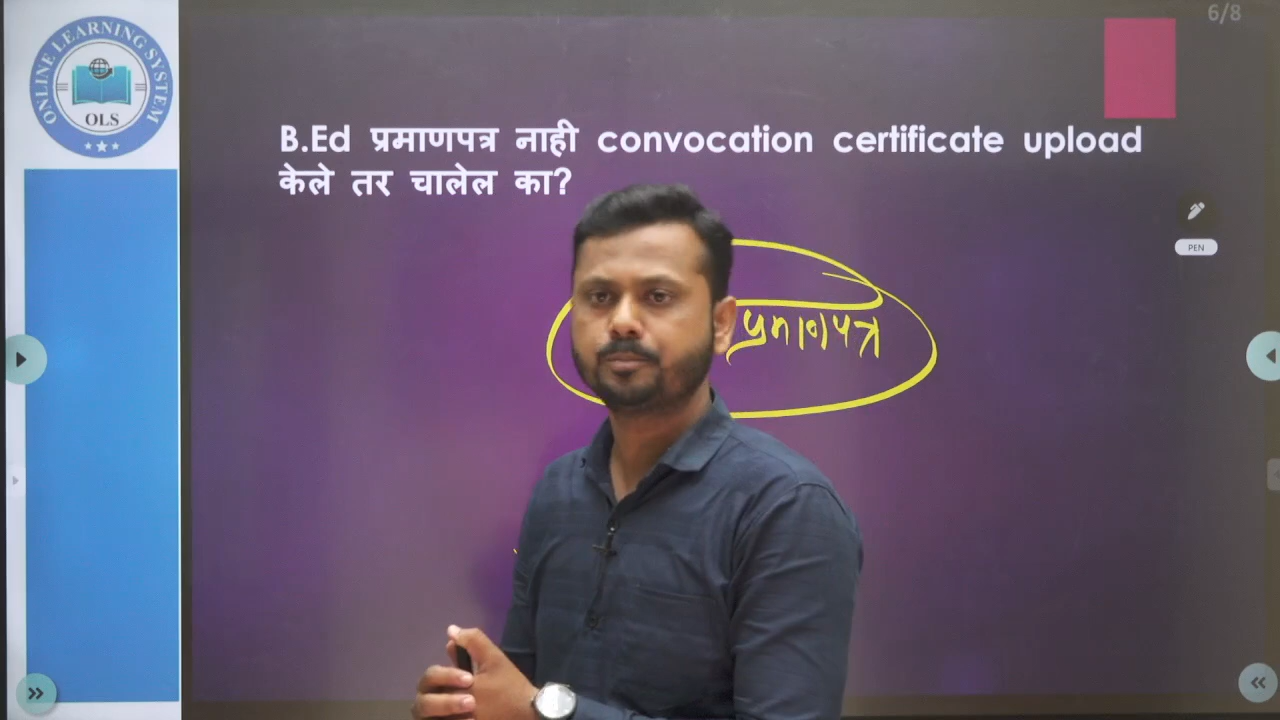 6/8
ONLINE LEARNING SYSTEM
OLS
B.Ed प्रमाणपत्र नाही convocation certificate upload
केले तर चालेल का?
PEN
प्रमाणपत्र